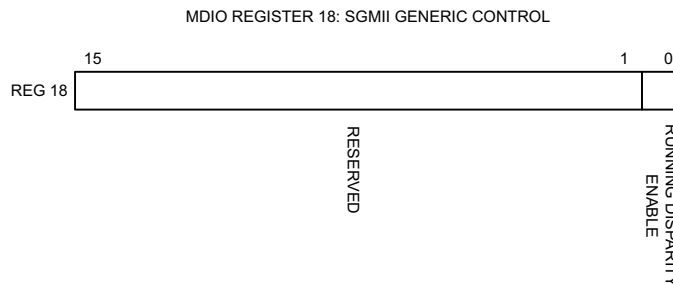 MDIO REGISTER 18: SGMII GENERIC CONTROL
15 1 0
REG 18
RESERVED
RUNNING DISPARITY
ENABLE